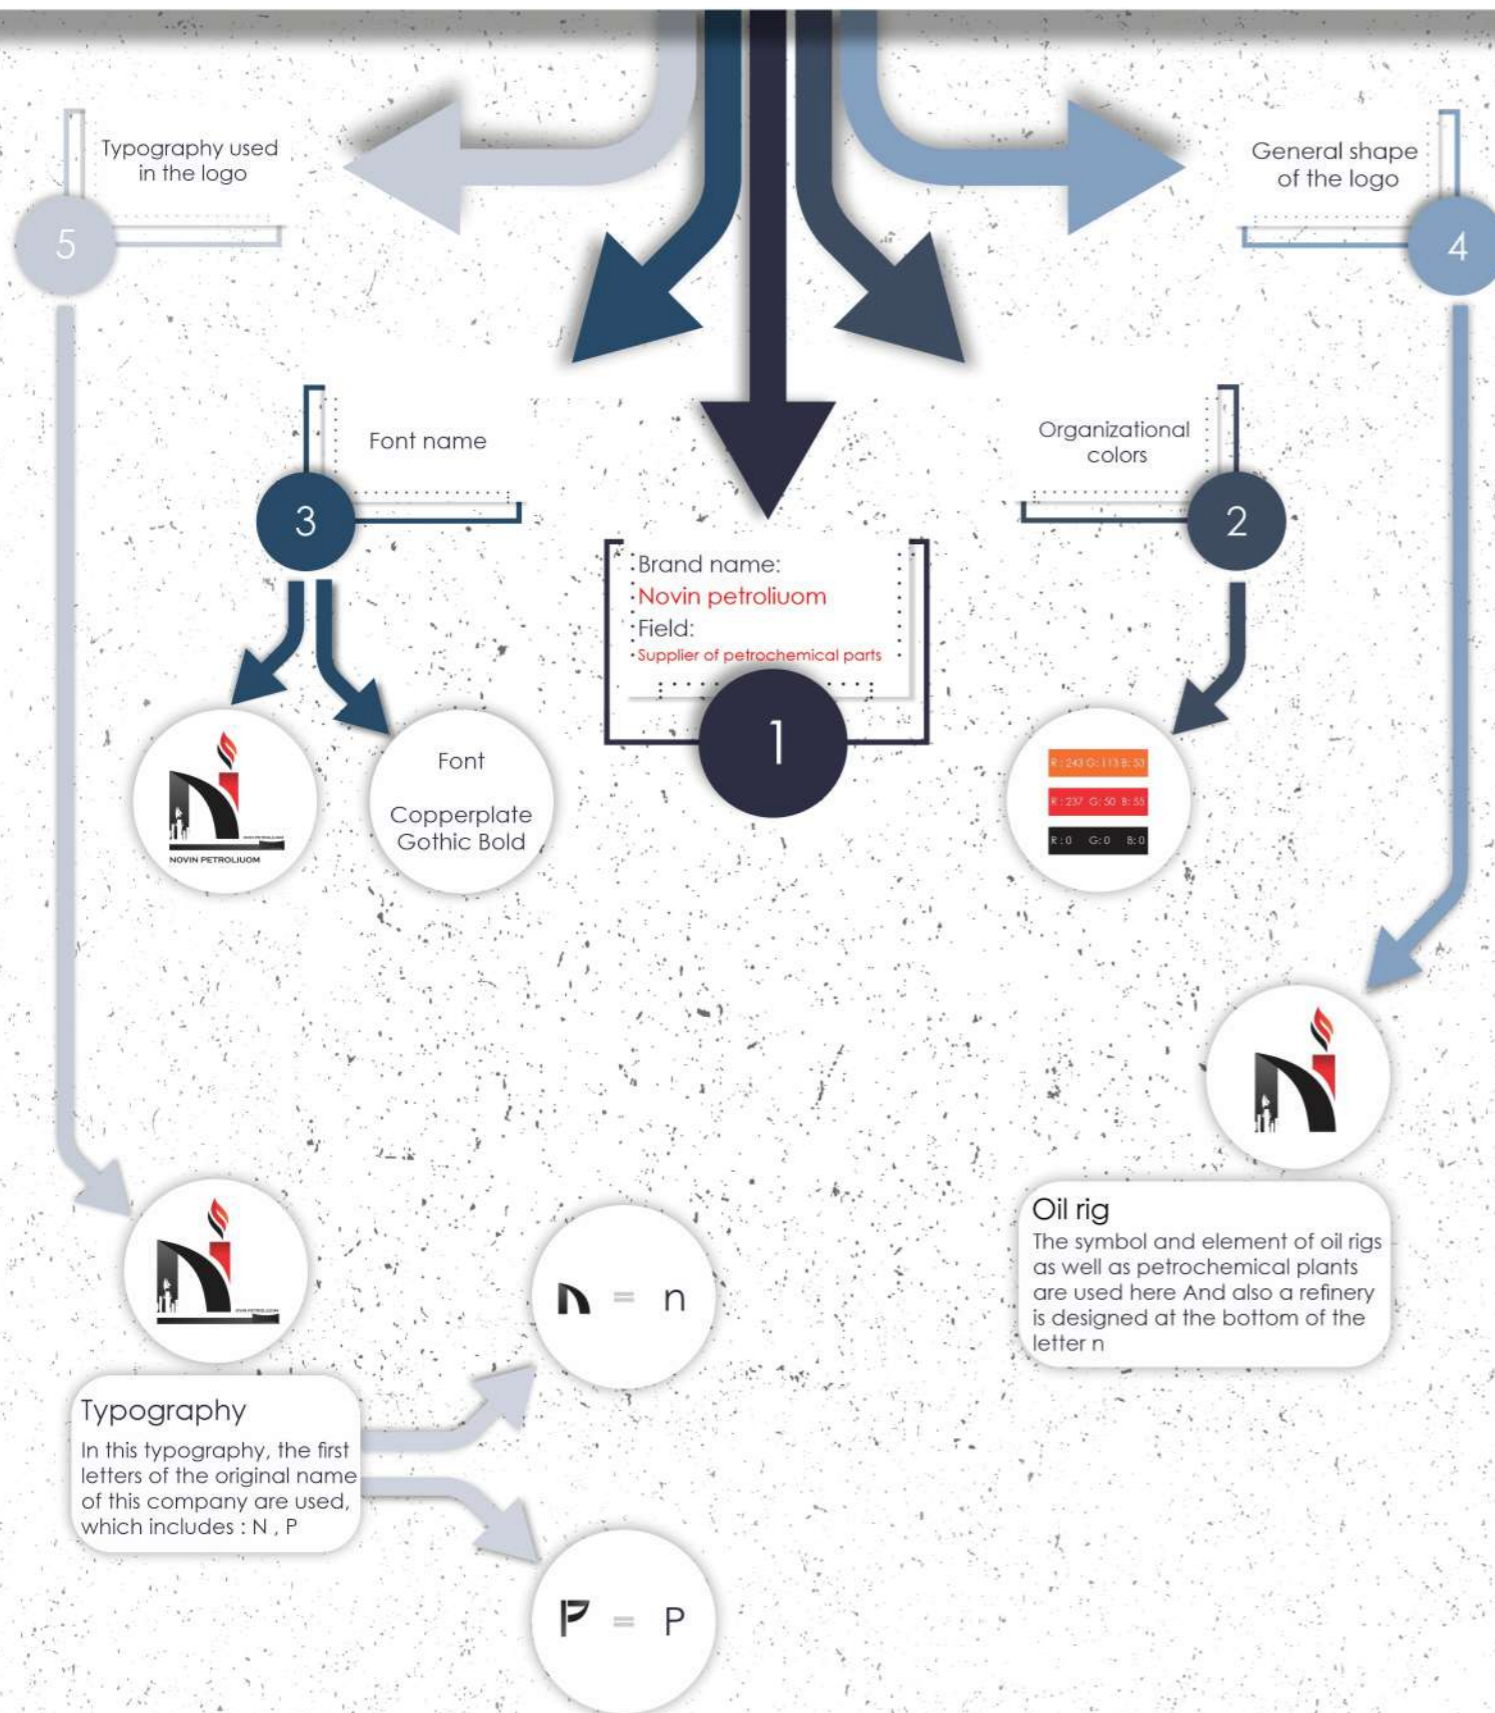 Typography used
in the logo
5
General shape
of the logo
4
Font name
3
Organizational
colors
2
Brand name:
Novin petroliuom
Field:
Supplier of petrochemical parts
1
NOVIN PETROLIUOM
Font
Copperplate
Gothic Bold
R : 243 G: 113 B: 53
R : 237 G: 50 B: 55
R : 0 G: 0 B: 0
Oil rig
The symbol and element of oil rigs
as well as petrochemical plants
are used here And also a refinery
is designed at the bottom of the
letter n
n = n
Typography
In this typography, the first
letters of the original name
of this company are used,
which includes : N , P
P = P